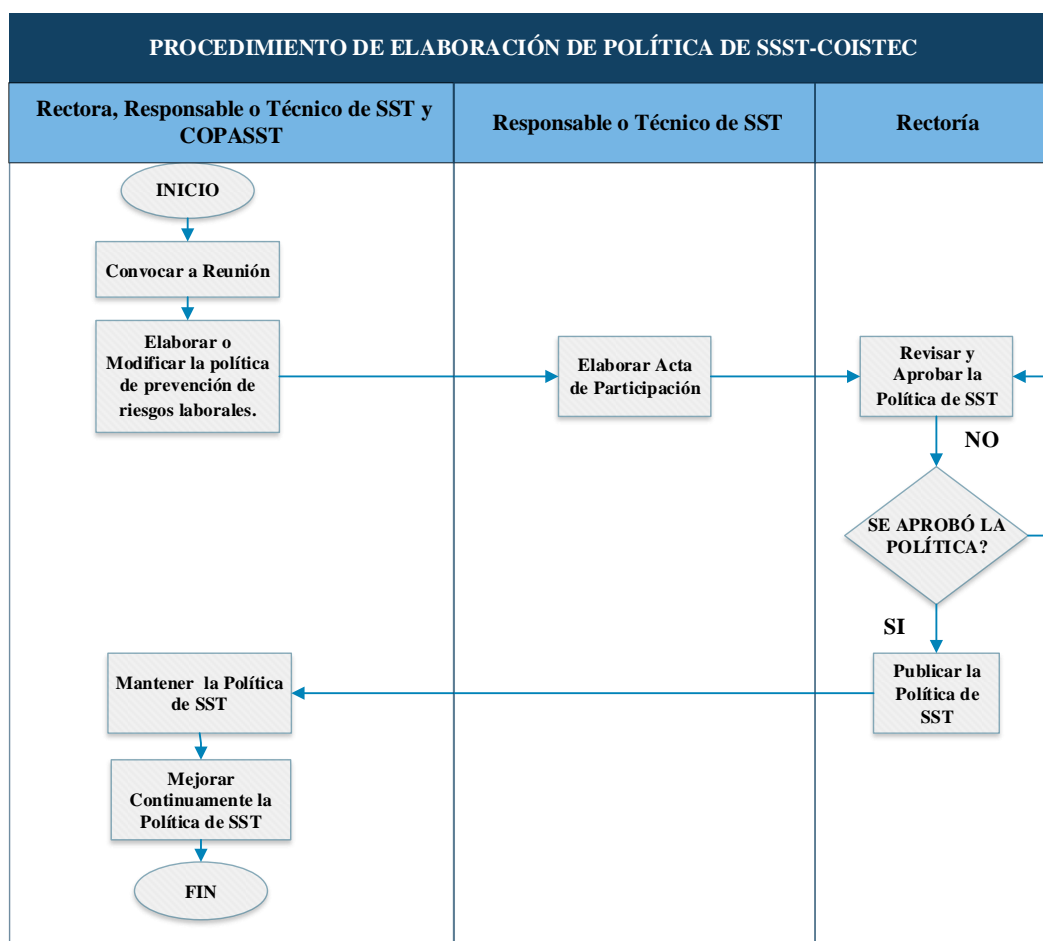 PROCEDIMIENTO DE ELABORACIÓN DE POLÍTICA DE SSST-COISTEC
Rectora, Responsable o Técnico de SST y
COPASST
Responsable o Técnico de SST
Rectoría
INICIO
Convocar a Reunión
Elaborar o
Modificar la política
de prevención de
riesgos laborales.
Elaborar Acta
de Participación
Revisar y
Aprobar la
Política de SST
NO
SE APROBÓ LA
POLÍTICA?
SI
Publicar la
Política de
SST
Mantener la Política
de SST
Mejorar
Continuamente la
Política de SST
FIN